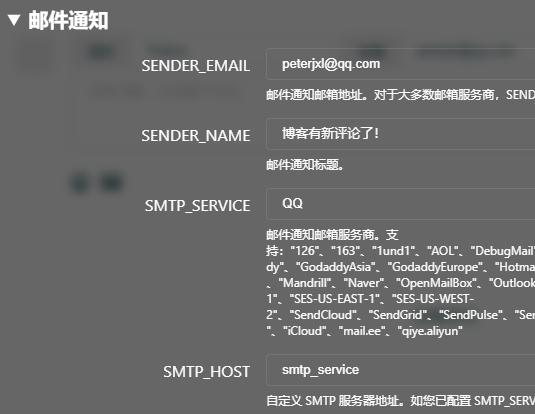 ▼ 邮件通知
SENDER_EMAIL
peterjxl@qq.com
邮件通知邮箱地址。对于大多数邮箱服务商，SEND
SENDER_NAME
博客有新评论了！
邮件通知标题。
SMTP_SERVICE
QQ
邮件通知邮箱服务商。支
持："126"、"163"、"1und1"、"AOL"、"DebugMail
dy"、"GodaddyAsia"、"GodaddyEurope"、"Hotma
、"Mandrill"、"Naver"、"OpenMailBox"、"Outlook
1"、"SES-US-EAST-1"、"SES-US-WEST-
2"、"SendCloud"、"SendGrid"、"SendPulse"、"Ser
"、"iCloud"、"mail.ee"、"qiye.aliyun"
SMTP_HOST
smtp_service
自定义 SMTP 服务器地址。如您已配置 SMTP_SERV